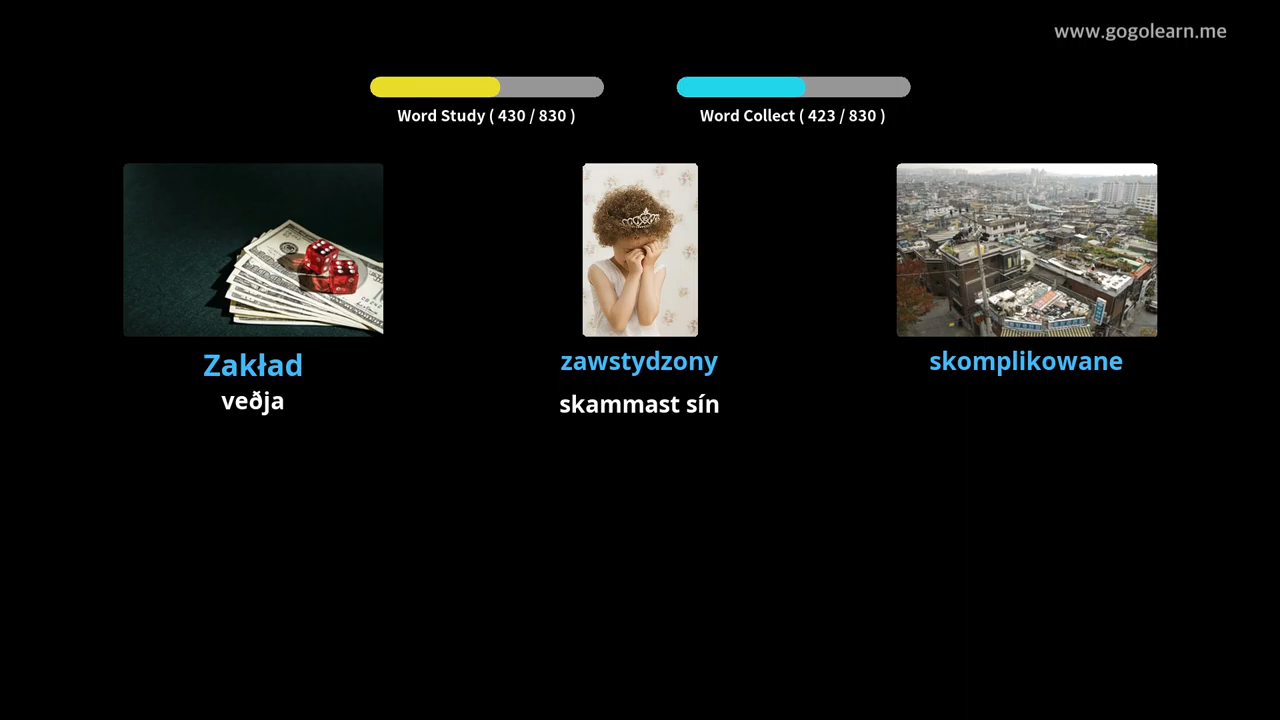 www.gogolearn.me
Word Study ( 430 / 830 )
Word Collect ( 423 / 830 )
Zakład
veðja
zawstydzony
skammast sín
skomplikowane